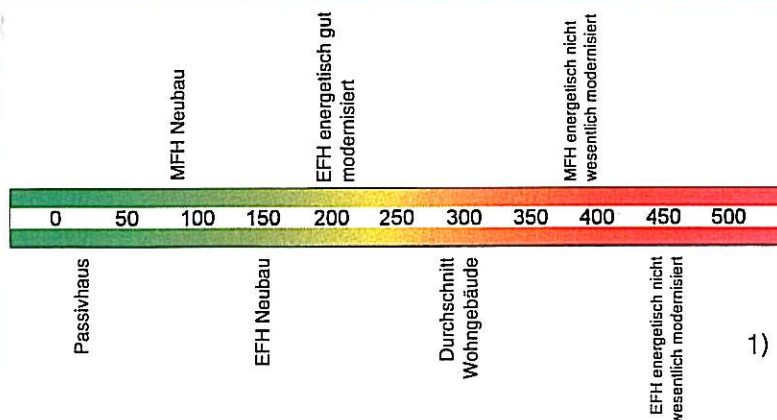 MFH Neubau
EFH energetisch gut
modernisiert
MFH energetisch nicht
wesentlich modernisiert
0 50 100 150 200 250 300 350 400 450 500
Passivhaus
EFH Neubau
Durchschnitt
Wohngebäude
EFH energetisch nicht
wesentlich modernisiert
1)